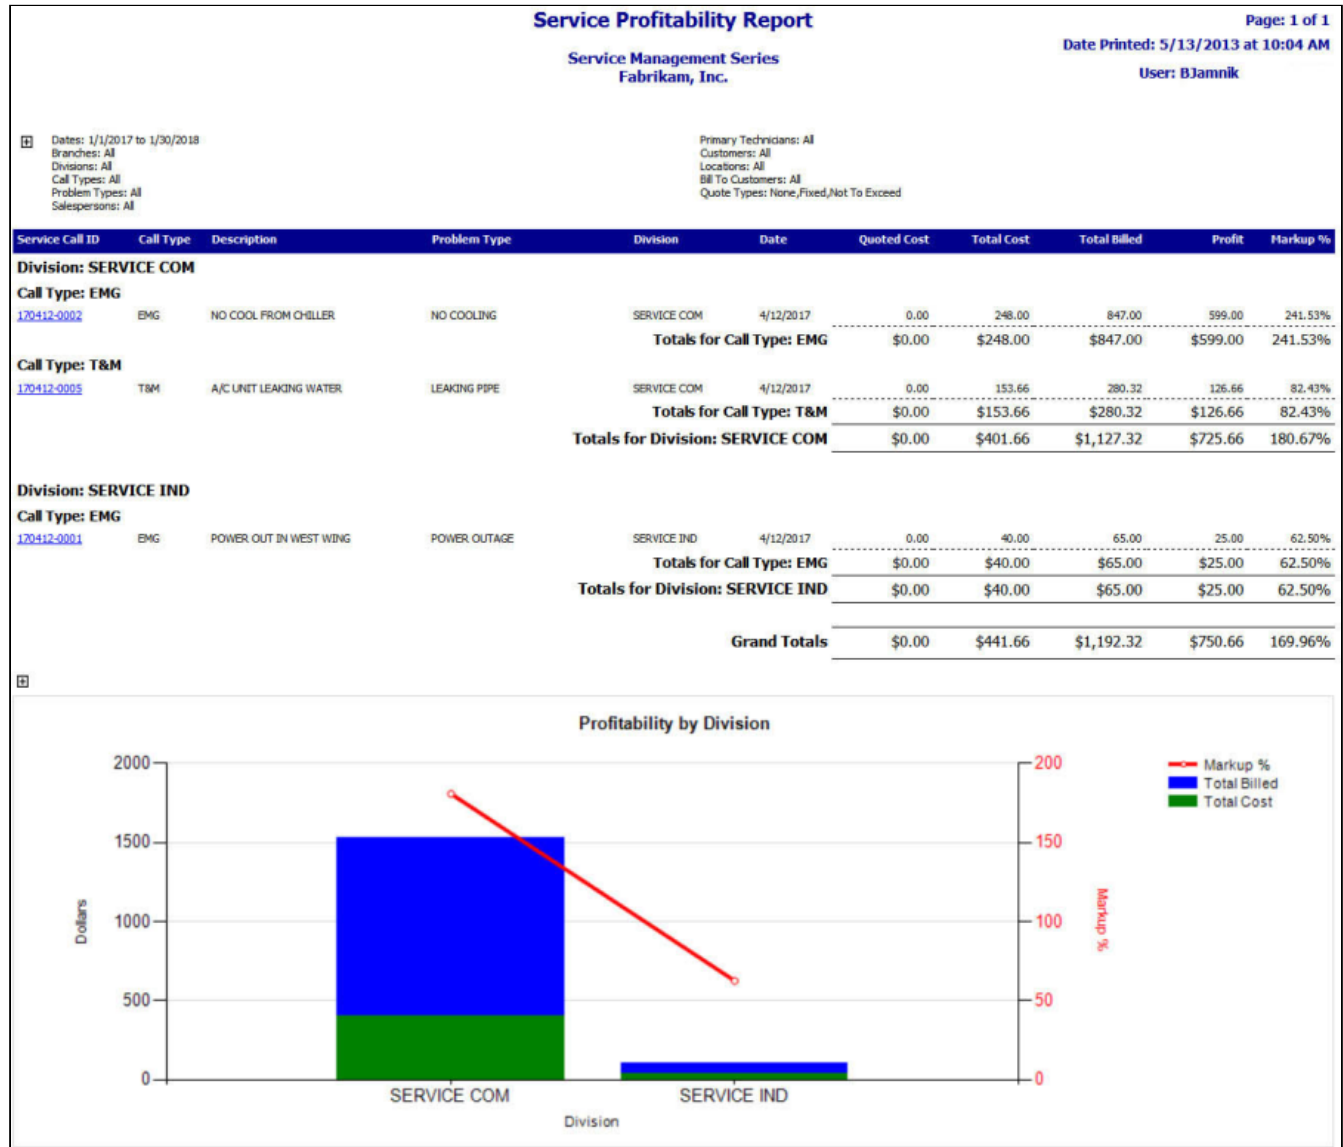 Service Profitability Report
Page: 1 of 1
Date Printed: 5/13/2013 at 10:04 AM
Service Management Series
Fabrikam, Inc.
User: BJamnik
Dates: 1/1/2017 to 1/30/2018
Branches: All
Divisions: All
Call Types: All
Problem Types: All
Salespersons: All
Primary Technicians: All
Customers: All
Locations: All
Bill To Customers: All
Quote Types: None,Fixed,Not To Exceed
Service Call ID Call Type Description Problem Type Division Date Quoted Cost Total Cost Total Billed Profit Markup %
Division: SERVICE COM
Call Type: EMG
170412-0002 EMG NO COOL FROM CHILLER NO COOLING SERVICE COM 4/12/2017 0.00 248.00 847.00 599.00 241.53%
Totals for Call Type: EMG $0.00 $248.00 $847.00 $599.00 241.53%
Call Type: T&M
170412-0005 T&M A/C UNIT LEAKING WATER LEAKING PIPE SERVICE COM 4/12/2017 0.00 153.66 280.32 126.66 82.43%
Totals for Call Type: T&M $0.00 $153.66 $280.32 $126.66 82.43%
Totals for Division: SERVICE COM $0.00 $401.66 $1,127.32 $725.66 180.67%
Division: SERVICE IND
Call Type: EMG
170412-0001 EMG POWER OUT IN WEST WING POWER OUTAGE SERVICE IND 4/12/2017 0.00 40.00 65.00 25.00 62.50%
Totals for Call Type: EMG $0.00 $40.00 $65.00 $25.00 62.50%
Totals for Division: SERVICE IND $0.00 $40.00 $65.00 $25.00 62.50%
Grand Totals $0.00 $441.66 $1,192.32 $750.66 169.96%
Profitability by Division
2000
1500
1000
500
0
Dollars
200
150
100
50
0
Markup %
Markup %
Total Billed
Total Cost
SERVICE COM
SERVICE IND
Division